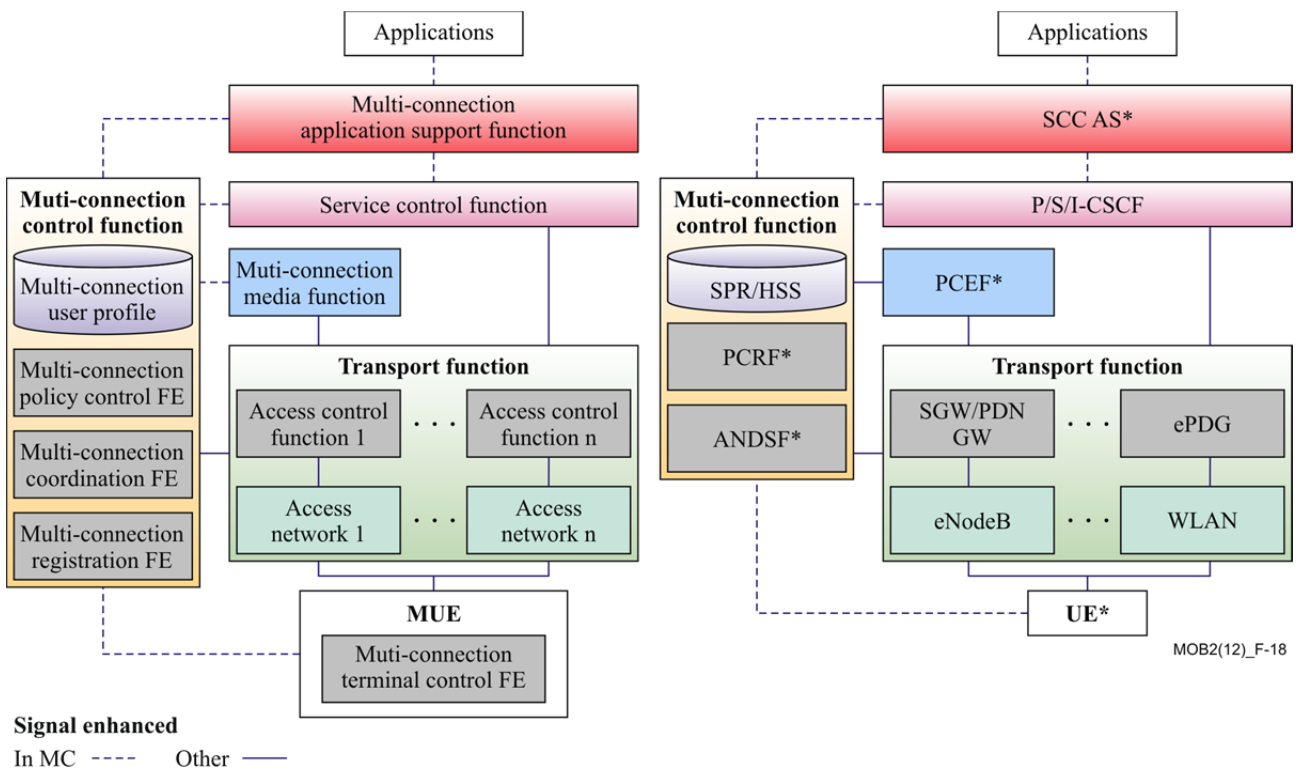 Applications
Multi-connection
application support function
Muti-connection
control function
Service control function
Multi-connection
user profile
Muti-connection
media function
Multi-connection
policy control FE
Multi-connection
coordination FE
Multi-connection
registration FE
Transport function
Access control
function 1
. . .
Access control
function n
Access
network 1
. . .
Access
network n
MUE
Muti-connection
terminal control FE
Applications
SCC AS*
Muti-connection
control function
P/S/I-CSCF
SPR/HSS
PCEF*
PCRF*
ANDSF*
Transport function
SGW/PDN
GW
. . .
ePDG
eNodeB
. . .
WLAN
UE*
MOB2(12)_F-18
Signal enhanced
In MC
Other